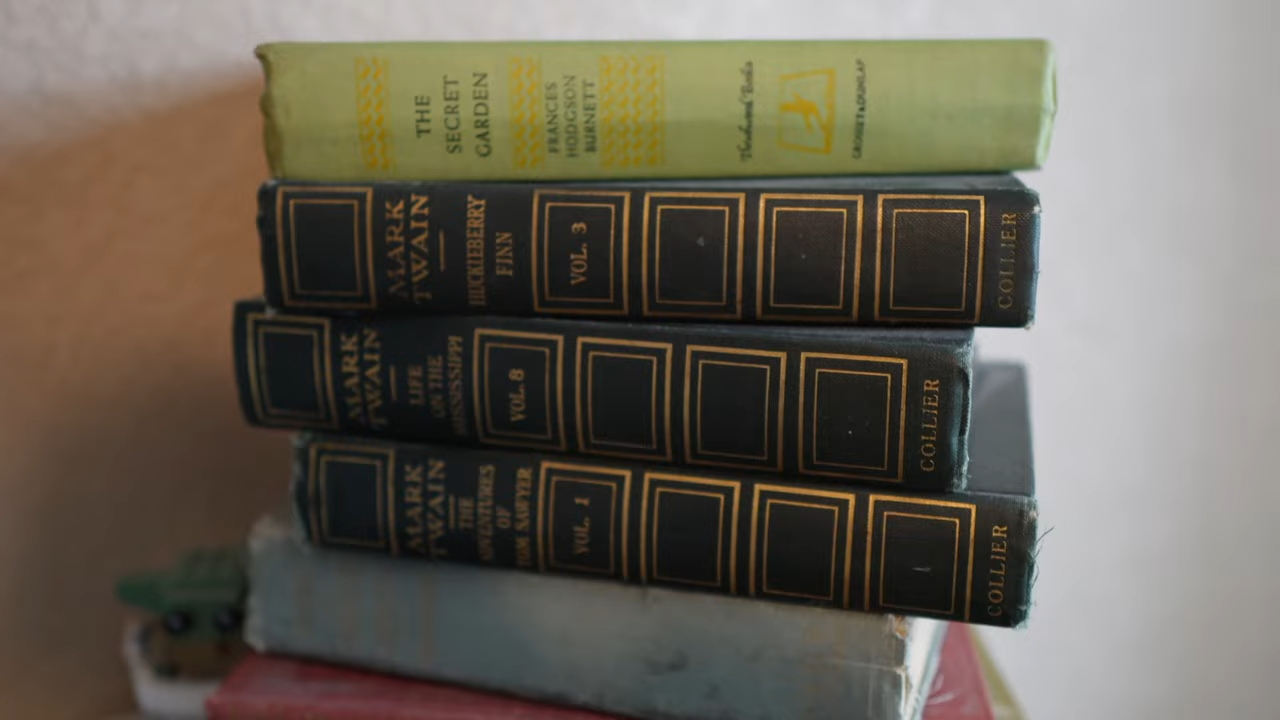 THE
SECRET
GARDEN
FRANCES
HODGSON
BURNETT
Thrushwood Books
GROSSET & DUNLAP
MARK
TWAIN
HUCKLEBERRY
FINN
VOL. 3
COLLIER
MARK
TWAIN
LIFE
ON THE
MISSISSIPPI
VOL. 8
COLLIER
MARK
TWAIN
THE
ADVENTURES
OF
TOM SAWYER
VOL. 1
COLLIER